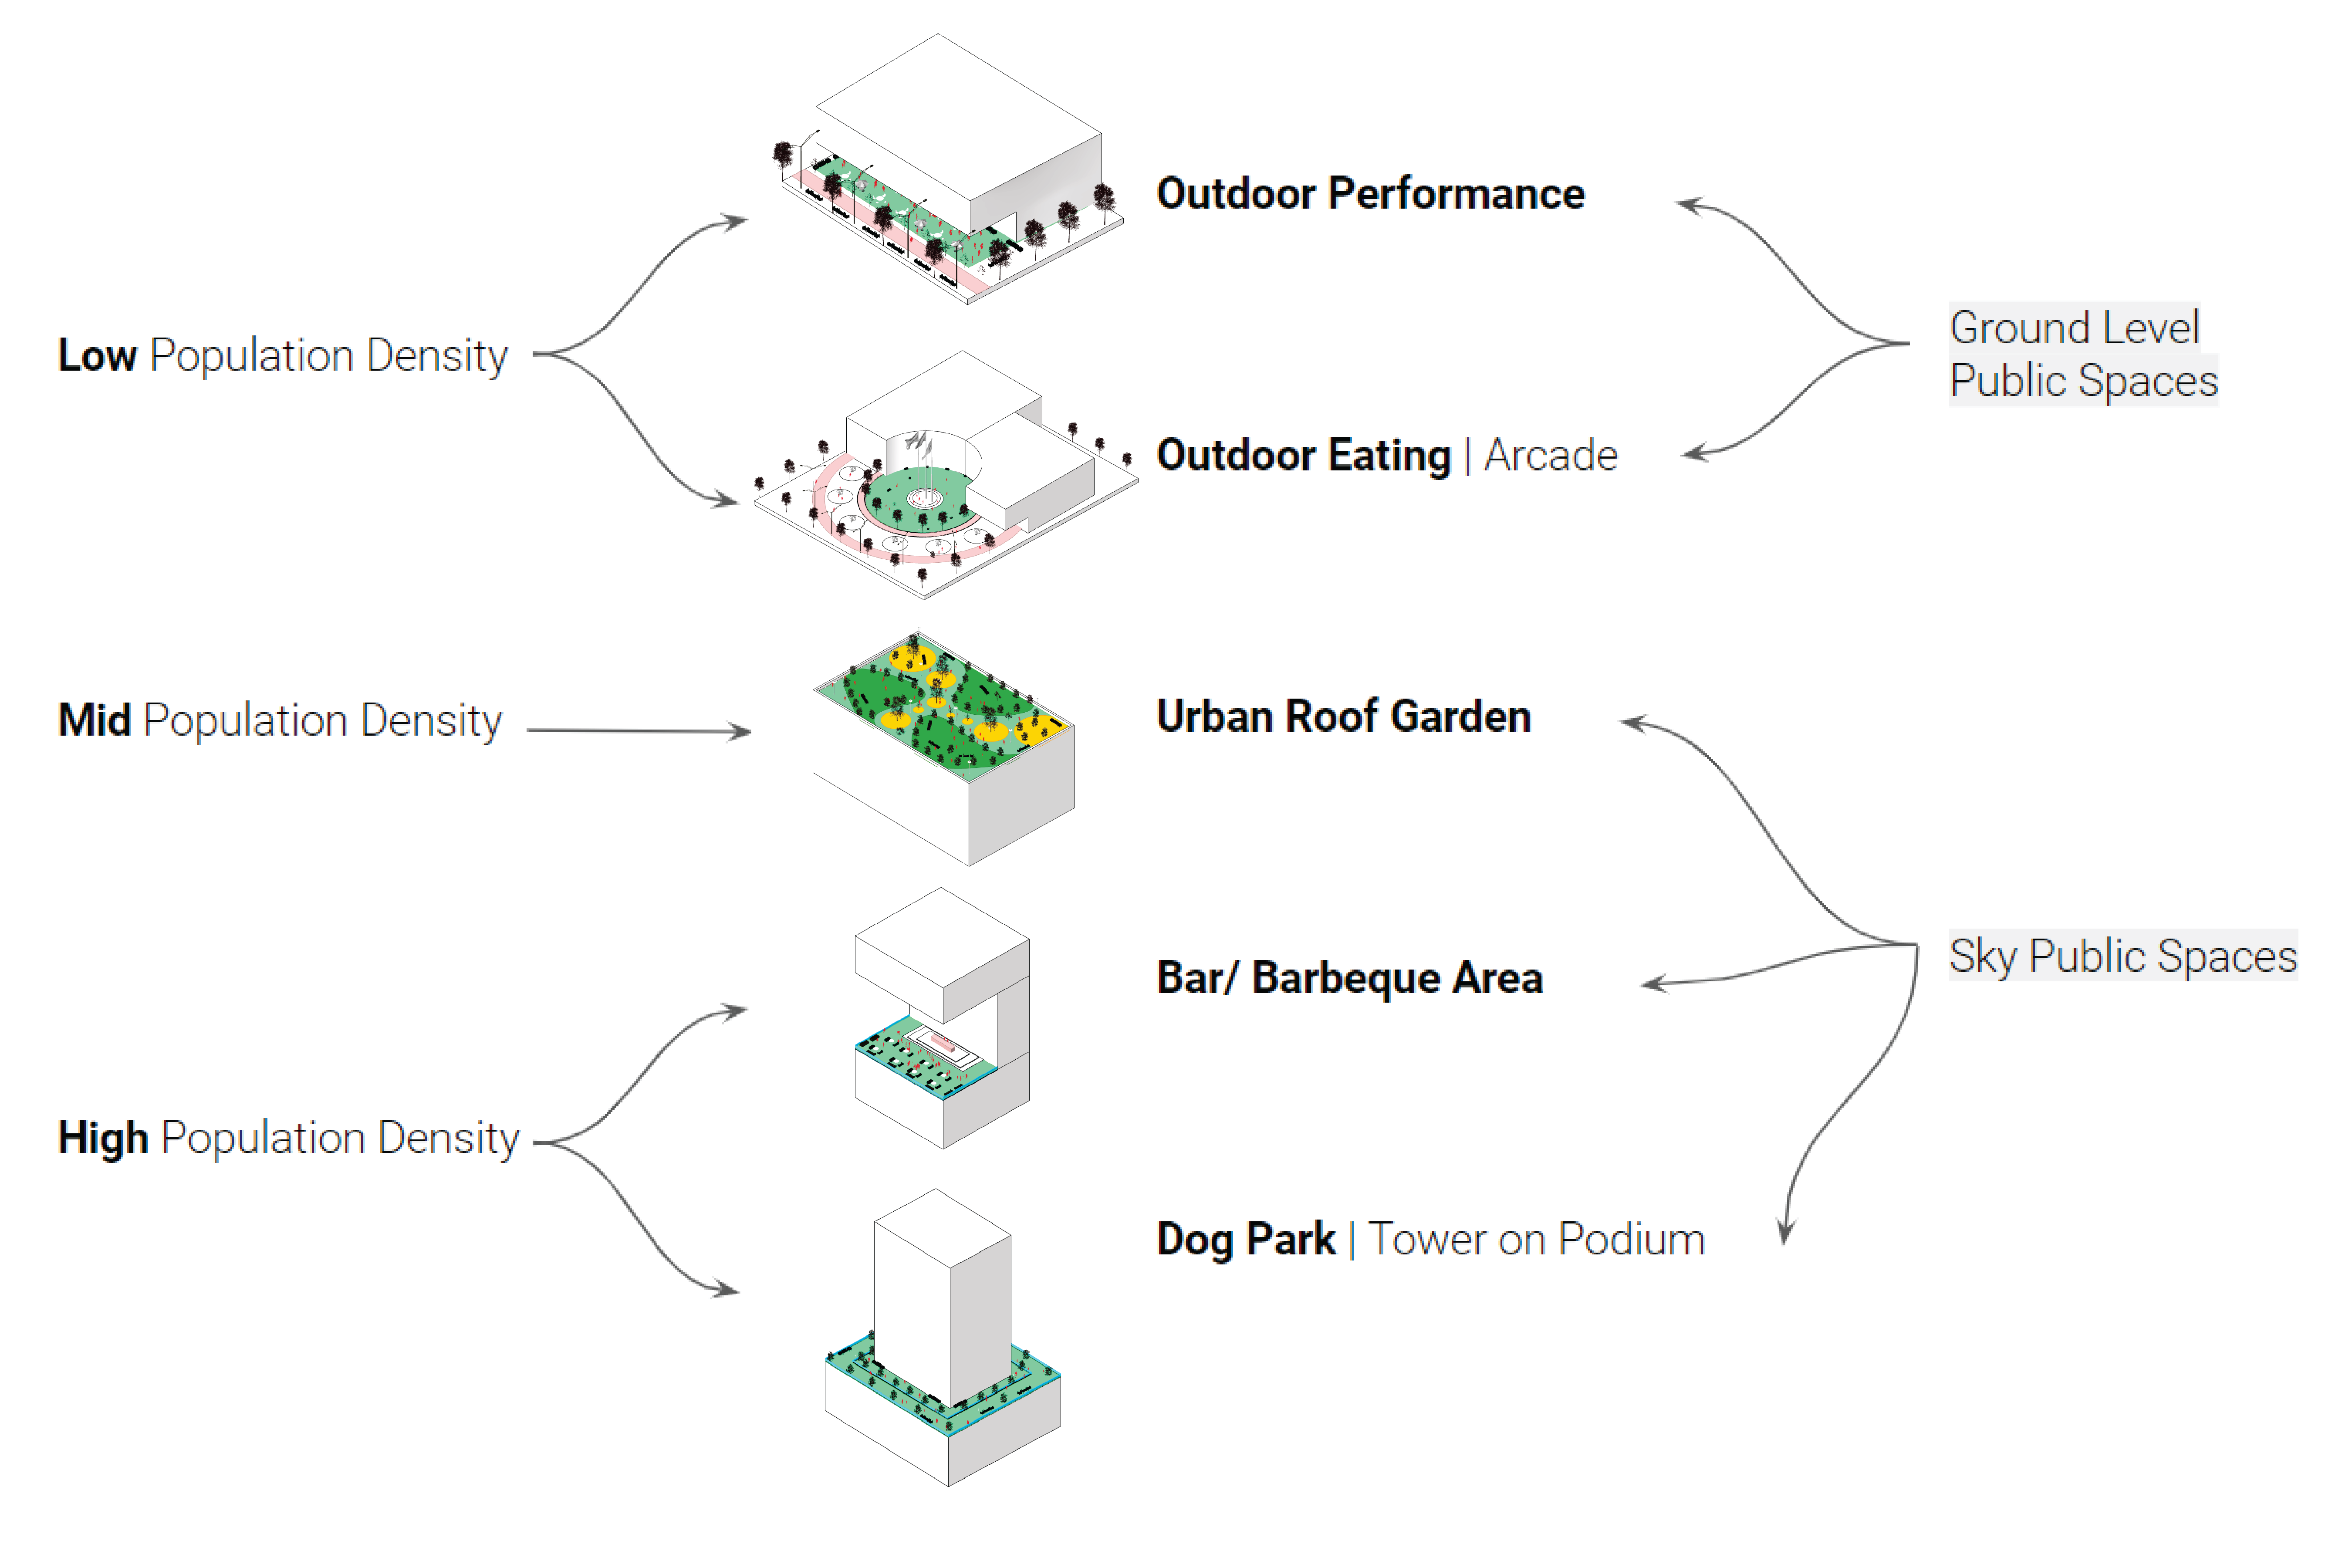 Outdoor Performance
Low Population Density
Ground Level
Public Spaces
Outdoor Eating | Arcade
Mid Population Density
Urban Roof Garden
Bar/ Barbeque Area
Sky Public Spaces
High Population Density
Dog Park | Tower on Podium